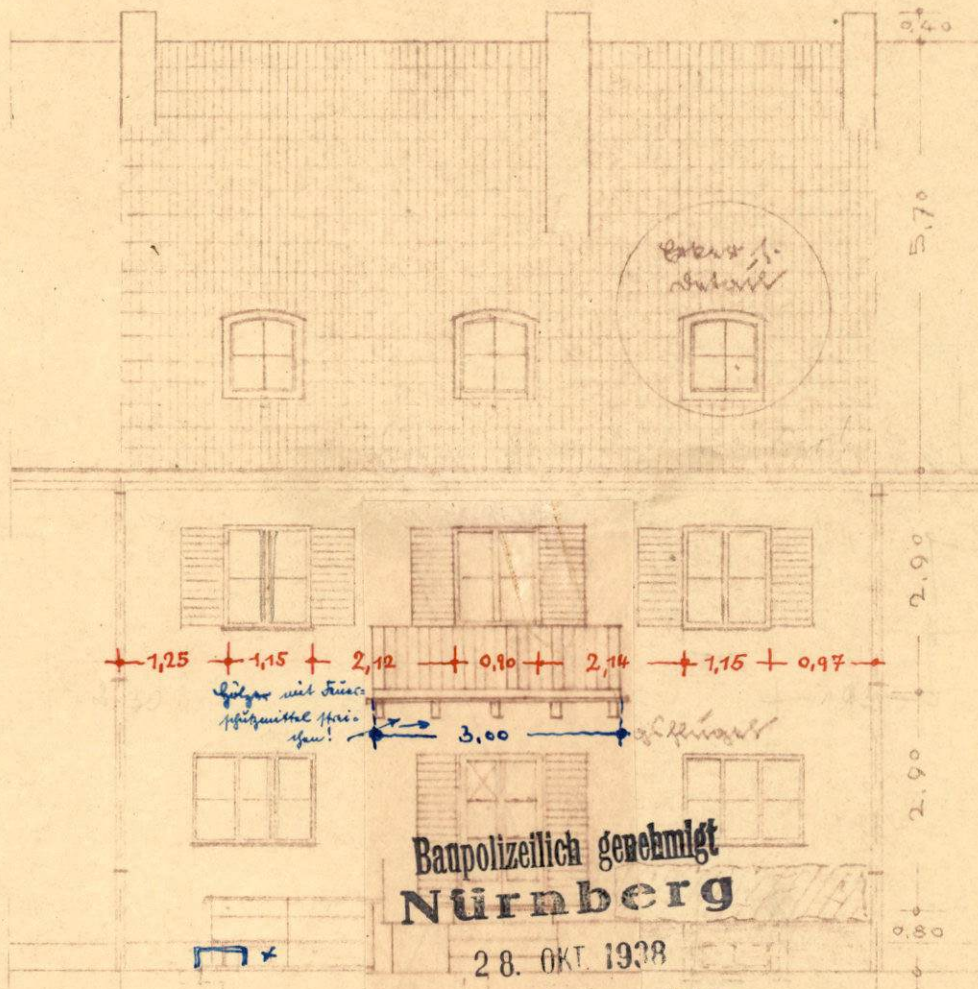 0,40
5,70
Detail
2.90
1,25 1,15 2,12 0,90 2,14 1,15 0,97
Hölzer mit Feuer=
schutzmittel strei-
chen!
3,00
2.90
Baupolizeilich genehmigt
Nürnberg
0.80
28. OKT. 1938